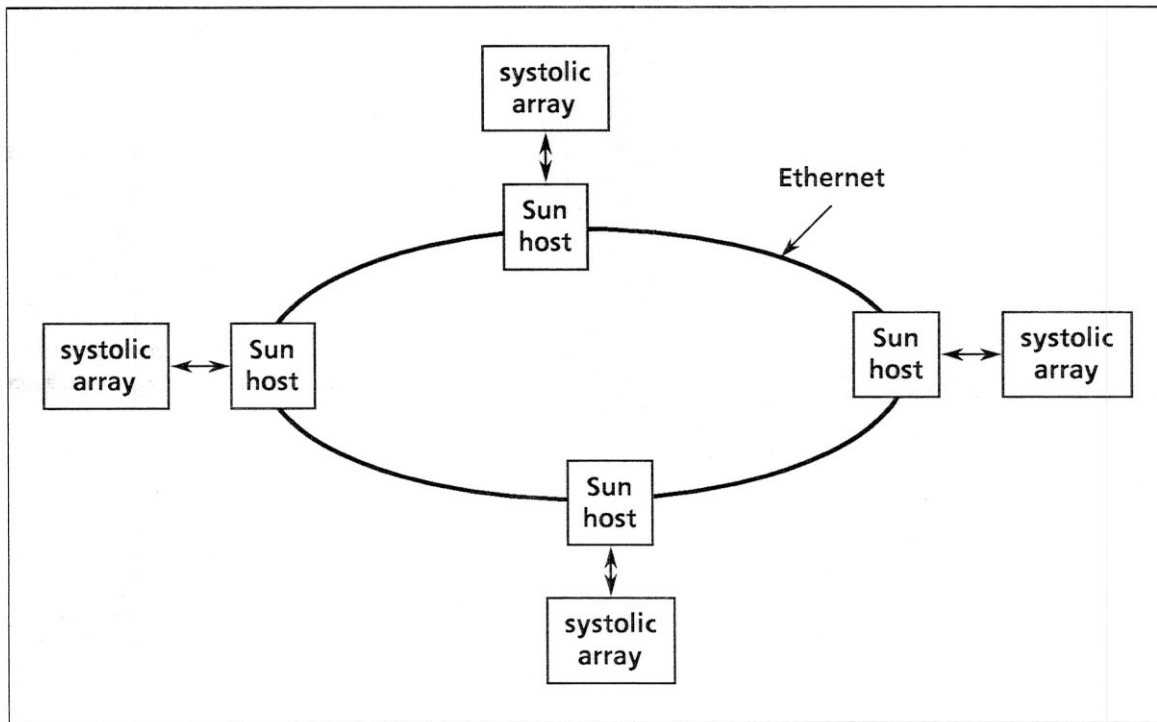 systolic
array
Sun
host
Ethernet
systolic
array
Sun
host
Sun
host
systolic
array
Sun
host
systolic
array